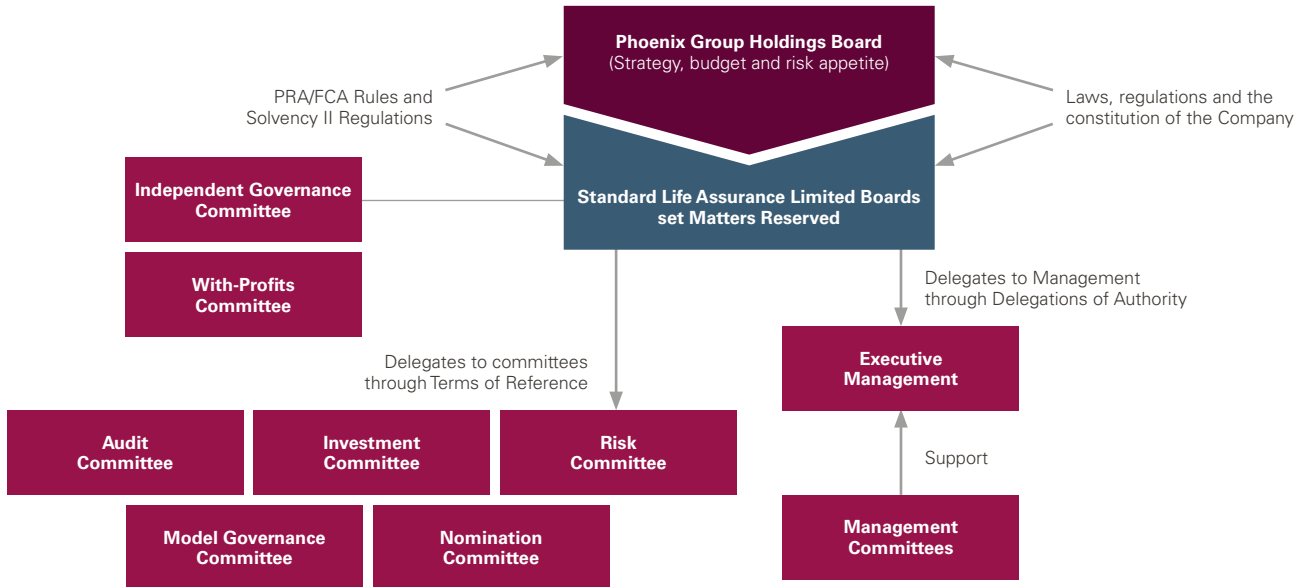 Phoenix Group Holdings Board
(Strategy, budget and risk appetite)
PRA/FCA Rules and
Solvency II Regulations
Laws, regulations and the
constitution of the Company
Standard Life Assurance Limited Boards
set Matters Reserved
Independent Governance
Committee
With-Profits
Committee
Delegates to Management
through Delegations of Authority
Delegates to committees
through Terms of Reference
Executive
Management
Audit
Committee
Investment
Committee
Risk
Committee
Support
Model Governance
Committee
Nomination
Committee
Management
Committees